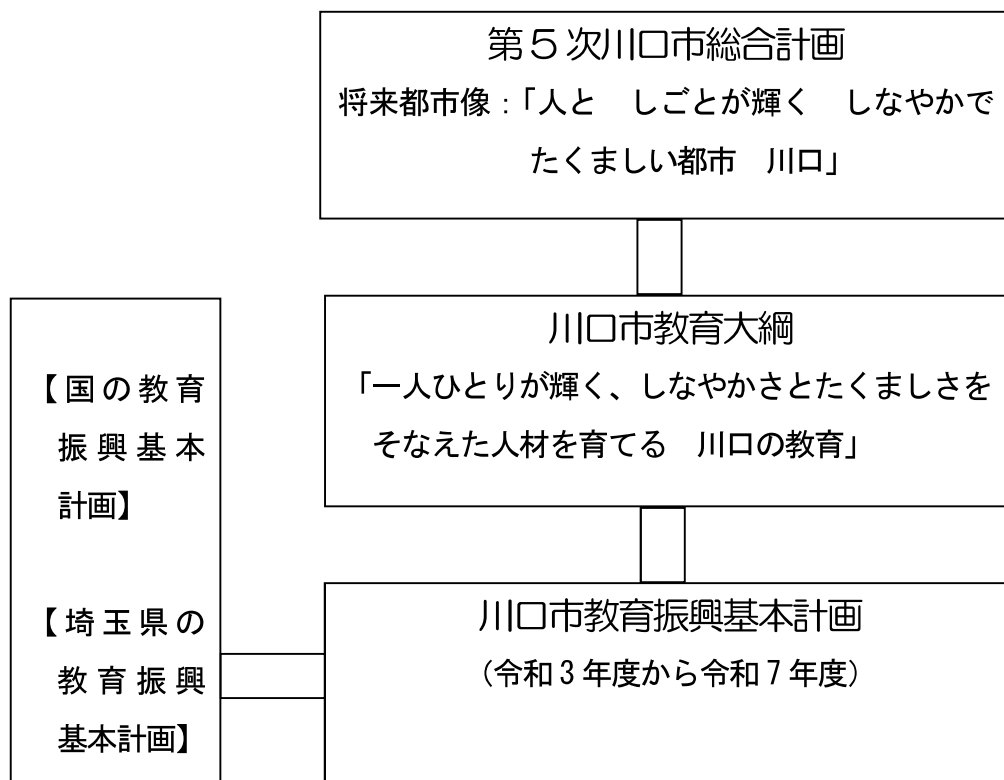 第5次川口市総合計画
将来都市像:「人と　しごとが輝く　しなやかで
たくましい都市　川口」
川口市教育大綱
「一人ひとりが輝く、しなやかさとたくましさを
そなえた人材を育てる　川口の教育」
【国の教育
振興基本
計画】
【埼玉県の
教育振興
基本計画】
川口市教育振興基本計画
(令和3年度から令和7年度)